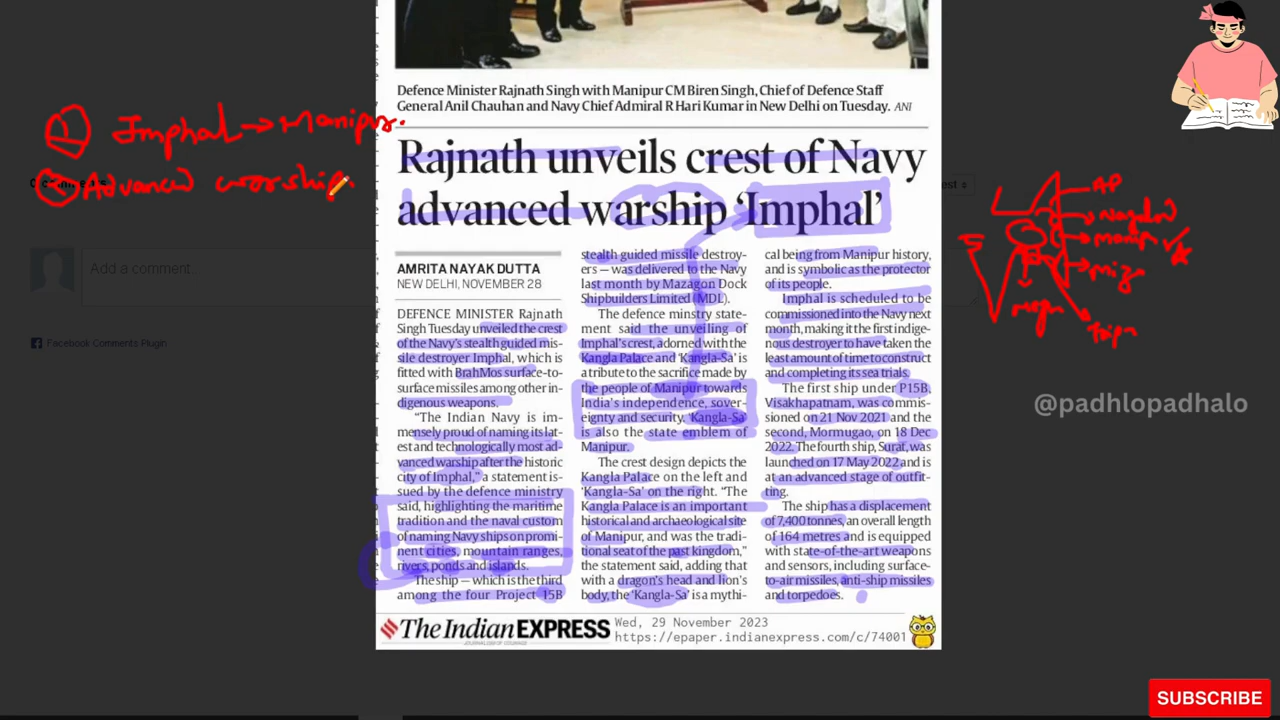 Defence Minister Rajnath Singh with Manipur CM Biren Singh, Chief of Defence Staff
General Anil Chauhan and Navy Chief Admiral R Hari Kumar in New Delhi on Tuesday. ANI
① Imphal → Manipur.
② Advanced warship.
Rajnath unveils crest of Navy
advanced warship ‘Imphal’
AMRITA NAYAK DUTTA
NEW DELHI, NOVEMBER 28
DEFENCE MINISTER Rajnath
Singh Tuesday unveiled the crest
of the Navy's stealth guided mis-
sile destroyer Imphal, which is
fitted with BrahMos surface-to-
surface missiles among other in-
digenous weapons.
“The Indian Navy is im-
mensely proud of naming its lat-
est and technologically most ad-
vanced warship after the historic
city of Imphal,” a statement is-
sued by the defence ministry
said, highlighting the maritime
tradition and the naval custom
of naming Navy ships on promi-
nent cities, mountain ranges,
rivers, ponds and islands.
The ship — which is the third
among the four Project 15B
stealth guided missile destroy-
ers — was delivered to the Navy
last month by Mazagon Dock
Shipbuilders Limited (MDL).
The defence ministry state-
ment said the unveiling of
Imphal's crest, adorned with the
Kangla Palace and ‘Kangla-Sa’ is
a tribute to the sacrifice made by
the people of Manipur towards
India's independence, sover-
eignty and security. ‘Kangla-Sa’
is also the state emblem of
Manipur.
The crest design depicts the
Kangla Palace on the left and
‘Kangla-Sa’ on the right. “The
Kangla Palace is an important
historical and archaeological site
of Manipur, and was the tradi-
tional seat of the past kingdom,”
the statement said, adding that
with a dragon's head and lion's
body, the ‘Kangla-Sa’ is a mythi-
cal being from Manipur history,
and is symbolic as the protector
of its people.
Imphal is scheduled to be
commissioned into the Navy next
month, making it the first indige-
nous destroyer to have taken the
least amount of time to construct
and completing its sea trials.
The first ship under P15B,
Visakhapatnam, was commis-
sioned on 21 Nov 2021 and the
second, Mormugao, on 18 Dec
2022. The fourth ship, Surat, was
launched on 17 May 2022 and is
at an advanced stage of outfit-
ting.
The ship has a displacement
of 7,400 tonnes, an overall length
of 164 metres and is equipped
with state-of-the-art weapons
and sensors, including surface-
to-air missiles, anti-ship missiles
and torpedoes.
The Indian EXPRESS
Wed, 29 November 2023
https://epaper.indianexpress.com/c/74001
Add a comment.
Facebook Comments Plugin
AP
@padhlopadhalo
SUBSCRIBE